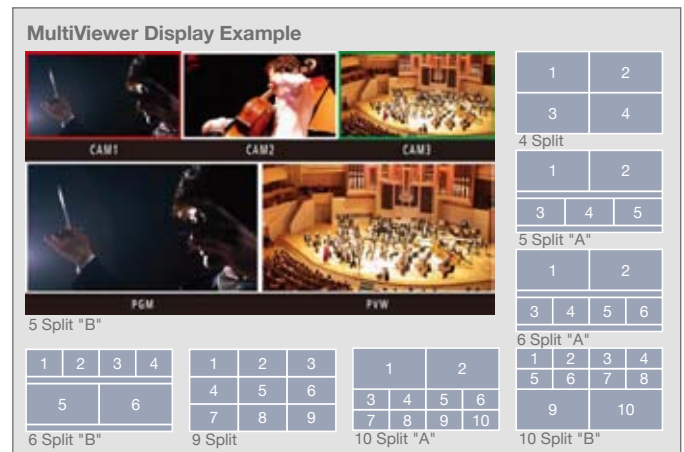 MultiViewer Display Example
CAM1 CAM2 CAM3
PGM PVW
5 Split "B"
1 2
3 4
4 Split
1 2
3 4 5
5 Split "A"
1 2
3 4 5 6
6 Split "A"
1 2 3 4
5 6
6 Split "B"
1 2 3
4 5 6
7 8 9
9 Split
1 2
3 4 5 6
7 8 9 10
10 Split "A"
1 2 3 4
5 6 7 8
9 10
10 Split "B"